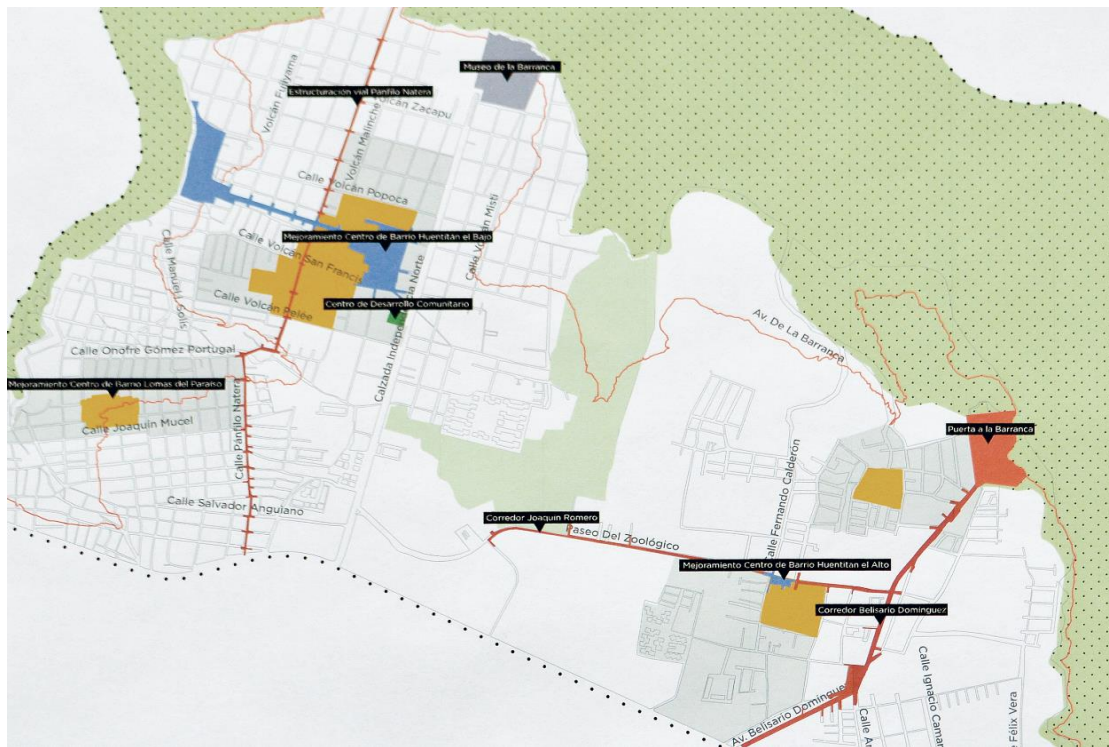 Museo de la Barranca
Estructuración vial Pánfilo Natera
Volcán Fujiyama
Volcán Zacapu
Volcán Malinche
Calle Volcán Popoca
Calle Volcán Misti
Mejoramiento Centro de Barrio Huentitán el Bajo
Calle Volcán San Francis
Calle Manuel J. Solis
Calle Volcán Pelée
Centro de Desarrollo Comunitario
Calzada Independencia Norte
Av. De La Barranca
Calle Onofre Gómez Portugal
Mejoramiento Centro de Barrio Lomas del Paraíso
Calle Joaquín Mucel
Calle Pánfilo Natera
Puerta a la Barranca
Calle Fernando Calderón
Calle Salvador Anguiano
Corredor Joaquín Romero
Paseo Del Zoológico
Mejoramiento Centro de Barrio Huentitan el Alto
Corredor Belisario Domínguez
Av. Belisario Domíngue
Calle Ignacio Camar
Félix Vera